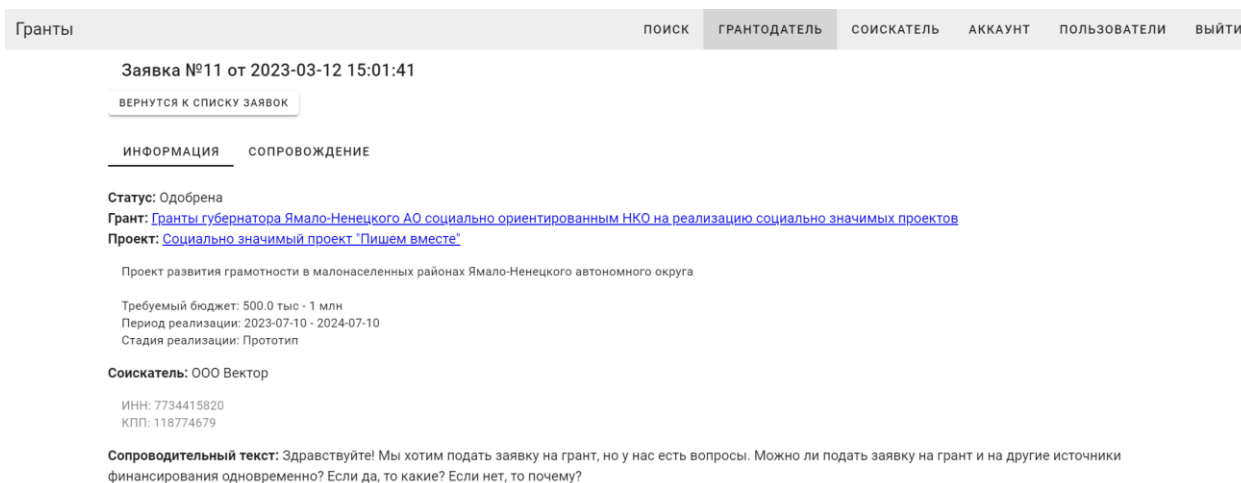 Гранты ПОИСК ГРАНТОДАТЕЛЬ СОИСКАТЕЛЬ АККАУНТ ПОЛЬЗОВАТЕЛИ ВЫЙТИ
Заявка №11 от 2023-03-12 15:01:41
ВЕРНУТСЯ К СПИСКУ ЗАЯВОК
ИНФОРМАЦИЯ СОПРОВОЖДЕНИЕ
Статус: Одобрена
Грант: Гранты губернатора Ямало-Ненецкого АО социально ориентированным НКО на реализацию социально значимых проектов
Проект: Социально значимый проект "Пишем вместе"
Проект развития грамотности в малонаселенных районах Ямало-Ненецкого автономного округа
Требуемый бюджет: 500.0 тыс - 1 млн
Период реализации: 2023-07-10 - 2024-07-10
Стадия реализации: Прототип
Соискатель: ООО Вектор
ИНН: 7734415820
КПП: 118774679
Сопроводительный текст: Здравствуйте! Мы хотим подать заявку на грант, но у нас есть вопросы. Можно ли подать заявку на грант и на другие источники
финансирования одновременно? Если да, то какие? Если нет, то почему?